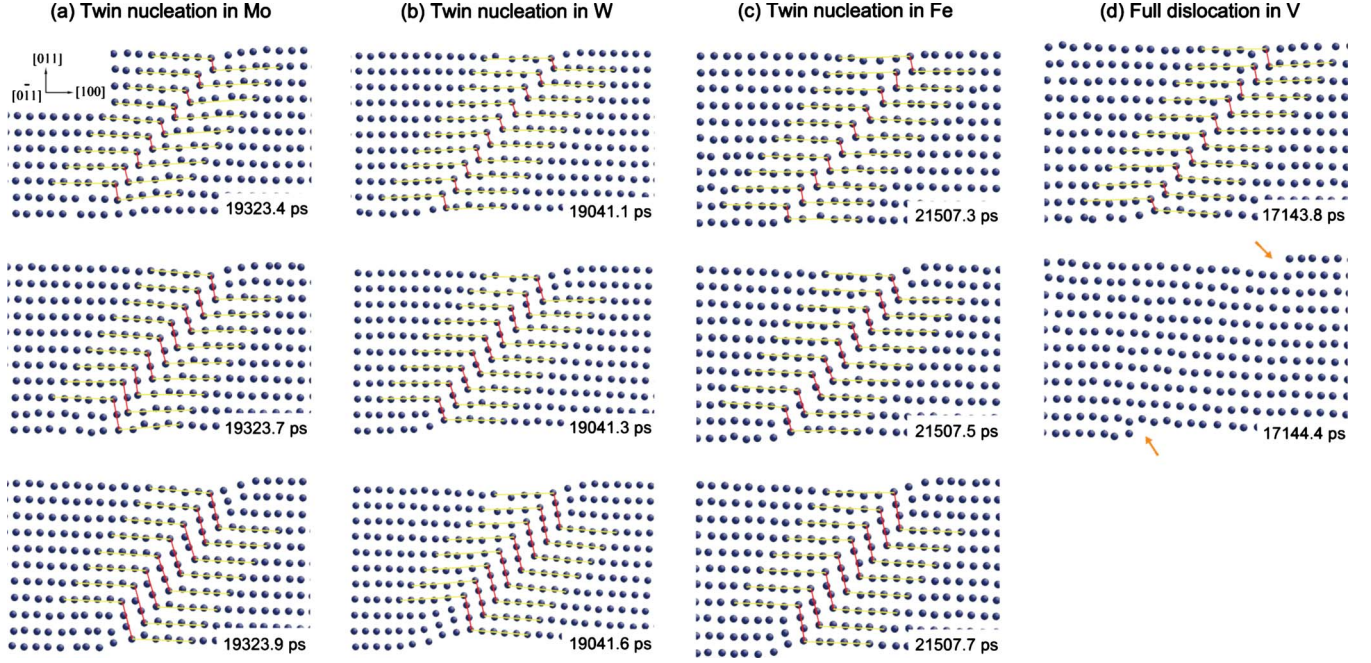 (a) Twin nucleation in Mo
(b) Twin nucleation in W
(c) Twin nucleation in Fe
(d) Full dislocation in V
[011]
[01̄1]
[100]
19323.4 ps
19041.1 ps
21507.3 ps
17143.8 ps
19323.7 ps
19041.3 ps
21507.5 ps
17144.4 ps
19323.9 ps
19041.6 ps
21507.7 ps